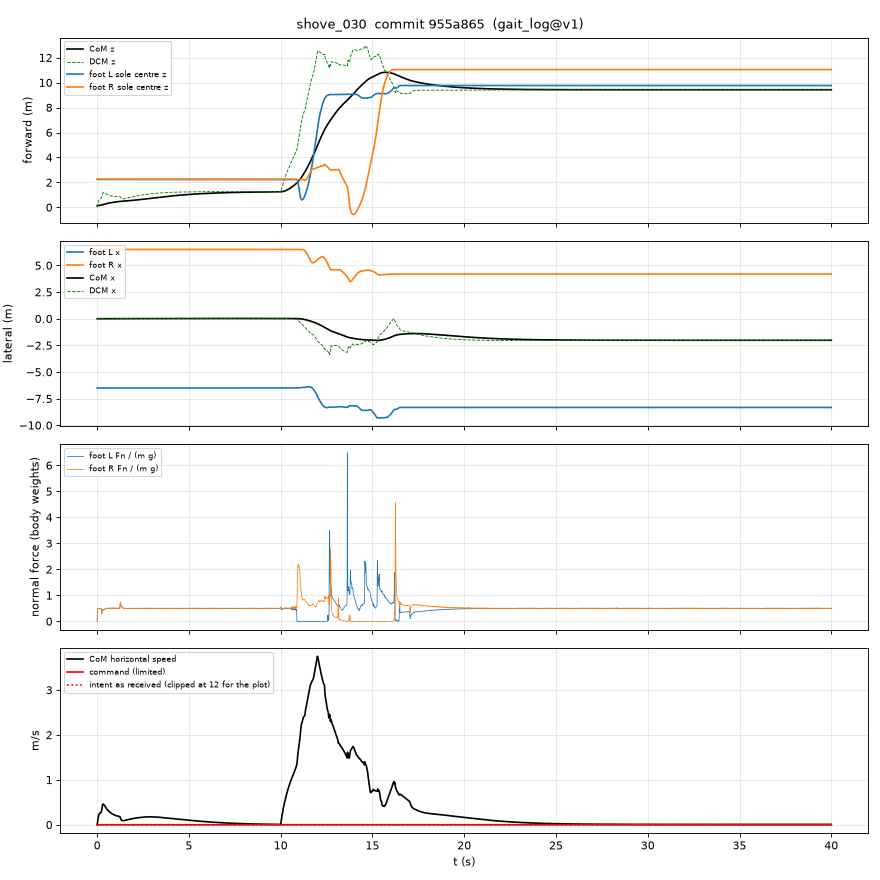 shove_030 commit 955a865 (gait_log@v1)
CoM z
DCM z
foot L sole centre z
foot R sole centre z
forward (m)
12
10
8
6
4
2
0
foot L x
foot R x
CoM x
DCM x
lateral (m)
5.0
2.5
0.0
−2.5
−5.0
−7.5
−10.0
foot L Fn / (m g)
foot R Fn / (m g)
normal force (body weights)
6
5
4
3
2
1
0
CoM horizontal speed
command (limited)
intent as received (clipped at 12 for the plot)
m/s
3
2
1
0
0 5 10 15 20 25 30 35 40
t (s)